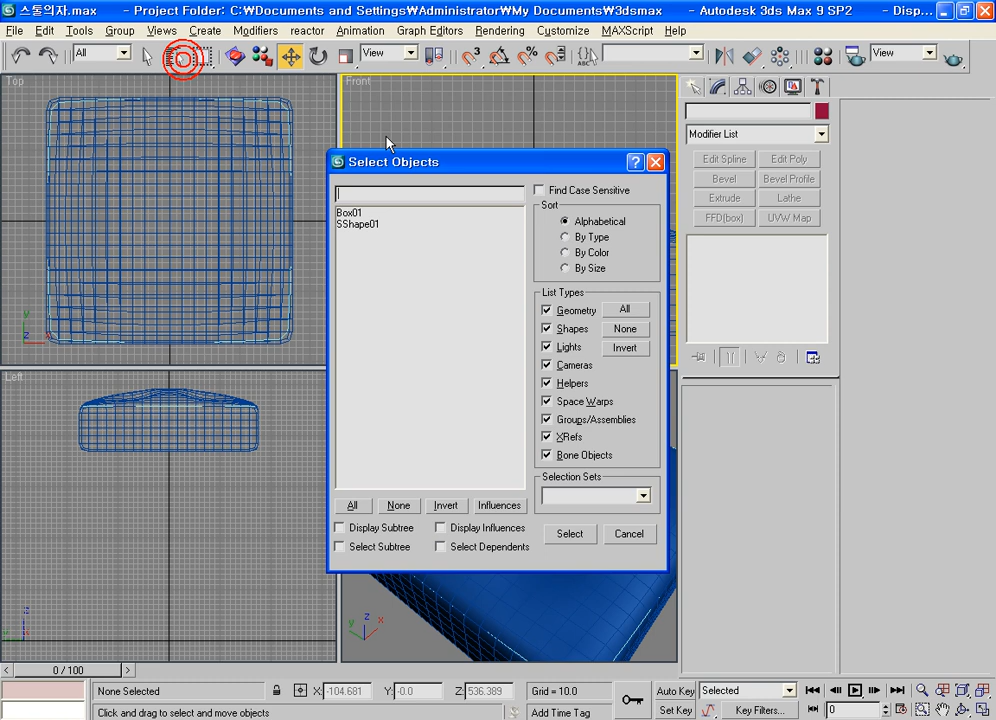 스툴의자.max - Project Folder: C:₩Documents and Settings₩Administrator₩My Documents₩3dsmax - Autodesk 3ds Max 9 SP2 - Disp...
File Edit Tools Group Views Create Modifiers reactor Animation Graph Editors Rendering Customize MAXScript Help
All View View
Top
Front
Left
Select Objects
Box01
SShape01
Find Case Sensitive
Sort
Alphabetical
By Type
By Color
By Size
List Types
Geometry All
Shapes None
Lights Invert
Cameras
Helpers
Space Warps
Groups/Assemblies
XRefs
Bone Objects
Selection Sets
All None Invert Influences
Display Subtree Display Influences
Select Subtree Select Dependents
Select Cancel
Modifier List
Edit Spline Edit Poly
Bevel Bevel Profile
Extrude Lathe
FFD(box) UVW Map
y
z x
z
y
z
y x
< 0 / 100 >
None Selected X: -104.681 Y: -0.0 Z: 536.389 Grid = 10.0 Auto Key Selected
Click and drag to select and move objects Add Time Tag Set Key Key Filters... 0